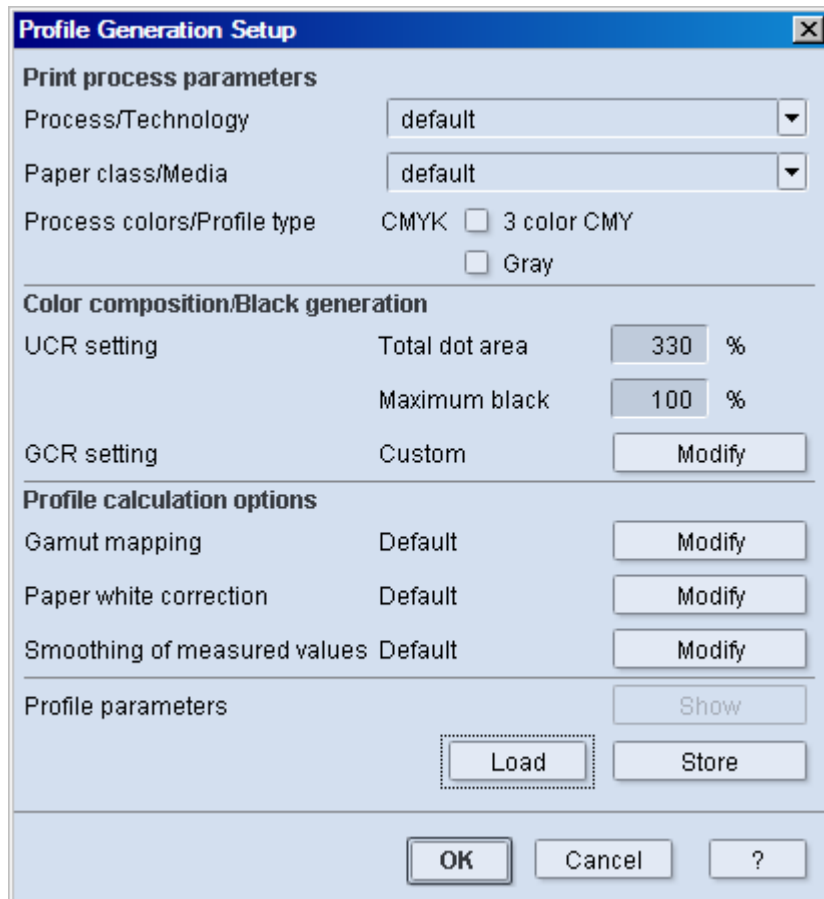 Profile Generation Setup
Print process parameters
Process/Technology default
Paper class/Media default
Process colors/Profile type CMYK 3 color CMY
Gray
Color composition/Black generation
UCR setting Total dot area 330 %
Maximum black 100 %
GCR setting Custom Modify
Profile calculation options
Gamut mapping Default Modify
Paper white correction Default Modify
Smoothing of measured values Default Modify
Profile parameters Show
Load Store
OK Cancel ?